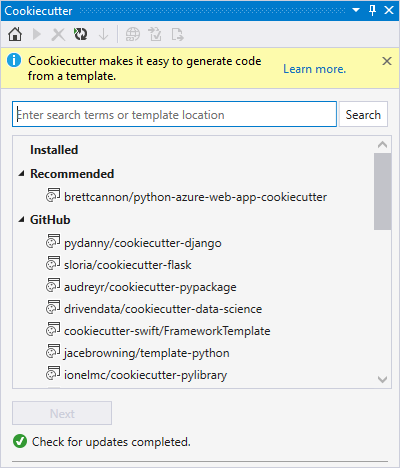 Cookiecutter
Cookiecutter makes it easy to generate code
from a template.
Learn more.
Enter search terms or template location
Search
Installed
Recommended
brettcannon/python-azure-web-app-cookiecutter
GitHub
pydanny/cookiecutter-django
sloria/cookiecutter-flask
audreyr/cookiecutter-pypackage
drivendata/cookiecutter-data-science
cookiecutter-swift/FrameworkTemplate
jacebrowning/template-python
ionelmc/cookiecutter-pylibrary
Next
Check for updates completed.